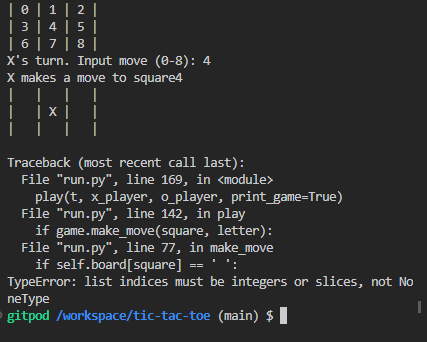 | 0 | 1 | 2 |
| 3 | 4 | 5 |
| 6 | 7 | 8 |
X's turn. Input move (0-8): 4
X makes a move to square4
|   |   |   |
|   | X |   |
|   |   |   |
Traceback (most recent call last):
  File "run.py", line 169, in <module>
    play(t, x_player, o_player, print_game=True)
  File "run.py", line 142, in play
    if game.make_move(square, letter):
  File "run.py", line 77, in make_move
    if self.board[square] == ' ':
TypeError: list indices must be integers or slices, not No
neType
gitpod /workspace/tic-tac-toe (main) $